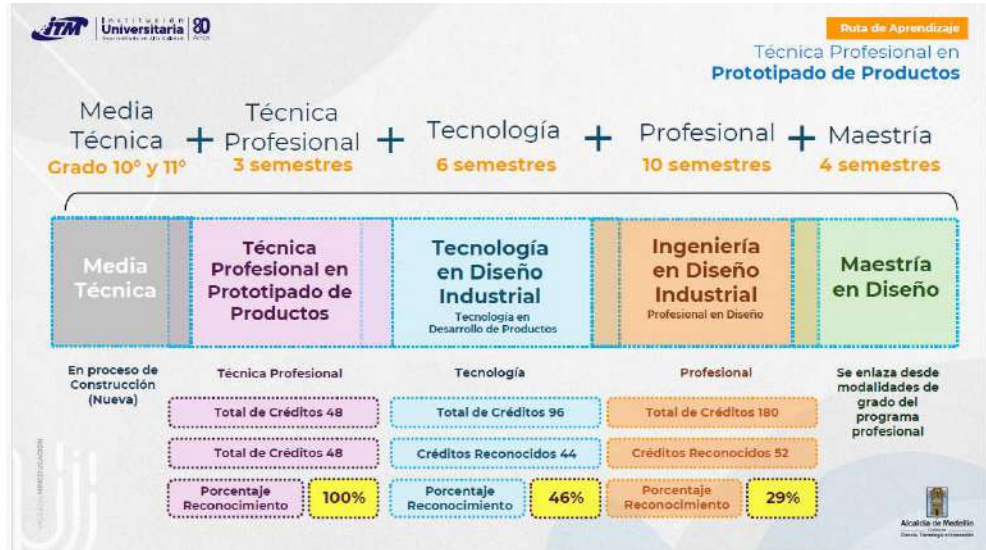 iTM
Institución
Universitaria
80
Años
Ruta de Aprendizaje
Técnica Profesional en
Prototipado de Productos
Media
Técnica
Grado 10° y 11°
+
Técnica
Profesional
3 semestres
+
Tecnología
6 semestres
+
Profesional
10 semestres
+
Maestría
4 semestres
Media
Técnica
Técnica
Profesional en
Prototipado de
Productos
Tecnología
en Diseño
Industrial
Tecnología en
Desarrollo de Productos
Ingeniería
en Diseño
Industrial
Profesional en Diseño
Maestría
en Diseño
En proceso de
Construcción
(Nueva)
Técnica Profesional
Total de Créditos 48
Total de Créditos 48
Porcentaje
Reconocimiento
100%
Tecnología
Total de Créditos 96
Créditos Reconocidos 44
Porcentaje
Reconocimiento
46%
Profesional
Total de Créditos 180
Créditos Reconocidos 52
Porcentaje
Reconocimiento
29%
Se enlaza desde
modalidades de
grado del
programa
profesional
Alcaldía de Medellín
Ciencia, Tecnología e Innovación